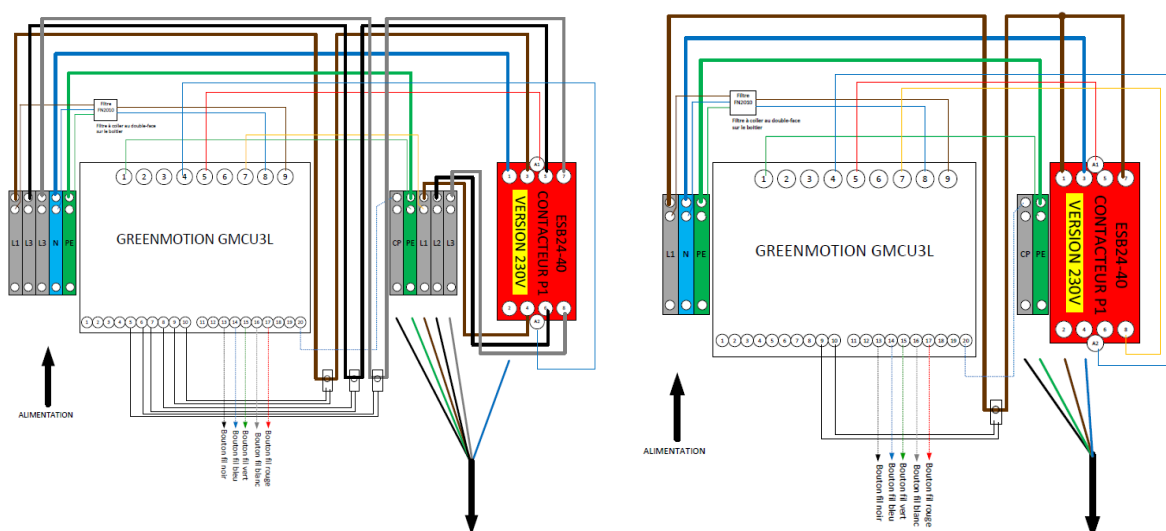 Filtre
FN2010
Filtre à coller au double-face
sur le boitier
1 2 3 4 5 6 7 8 9
GREENMOTION GMCU3L
L1 L3 L3 N PE
CP PE L1 L2 L3
A1
1 3 5 7
ESB24-40
CONTACTEUR P1
VERSION 230V
2 4 6 8
A2
1 2 3 4 5 6 7 8 9 10 11 12 13 14 15 16 17 18 19 20
ALIMENTATION
Bouton fil noir
Bouton fil bleu
Bouton fil vert
Bouton fil blanc
Bouton fil rouge
Filtre
FN2010
Filtre à coller au double-face
sur le boitier
1 2 3 4 5 6 7 8 9
GREENMOTION GMCU3L
L1 N PE
CP PE
A1
1 3 5 7
ESB24-40
CONTACTEUR P1
VERSION 230V
2 4 6 8
A2
1 2 3 4 5 6 7 8 9 10 11 12 13 14 15 16 17 18 19 20
ALIMENTATION
Bouton fil noir
Bouton fil bleu
Bouton fil vert
Bouton fil blanc
Bouton fil rouge